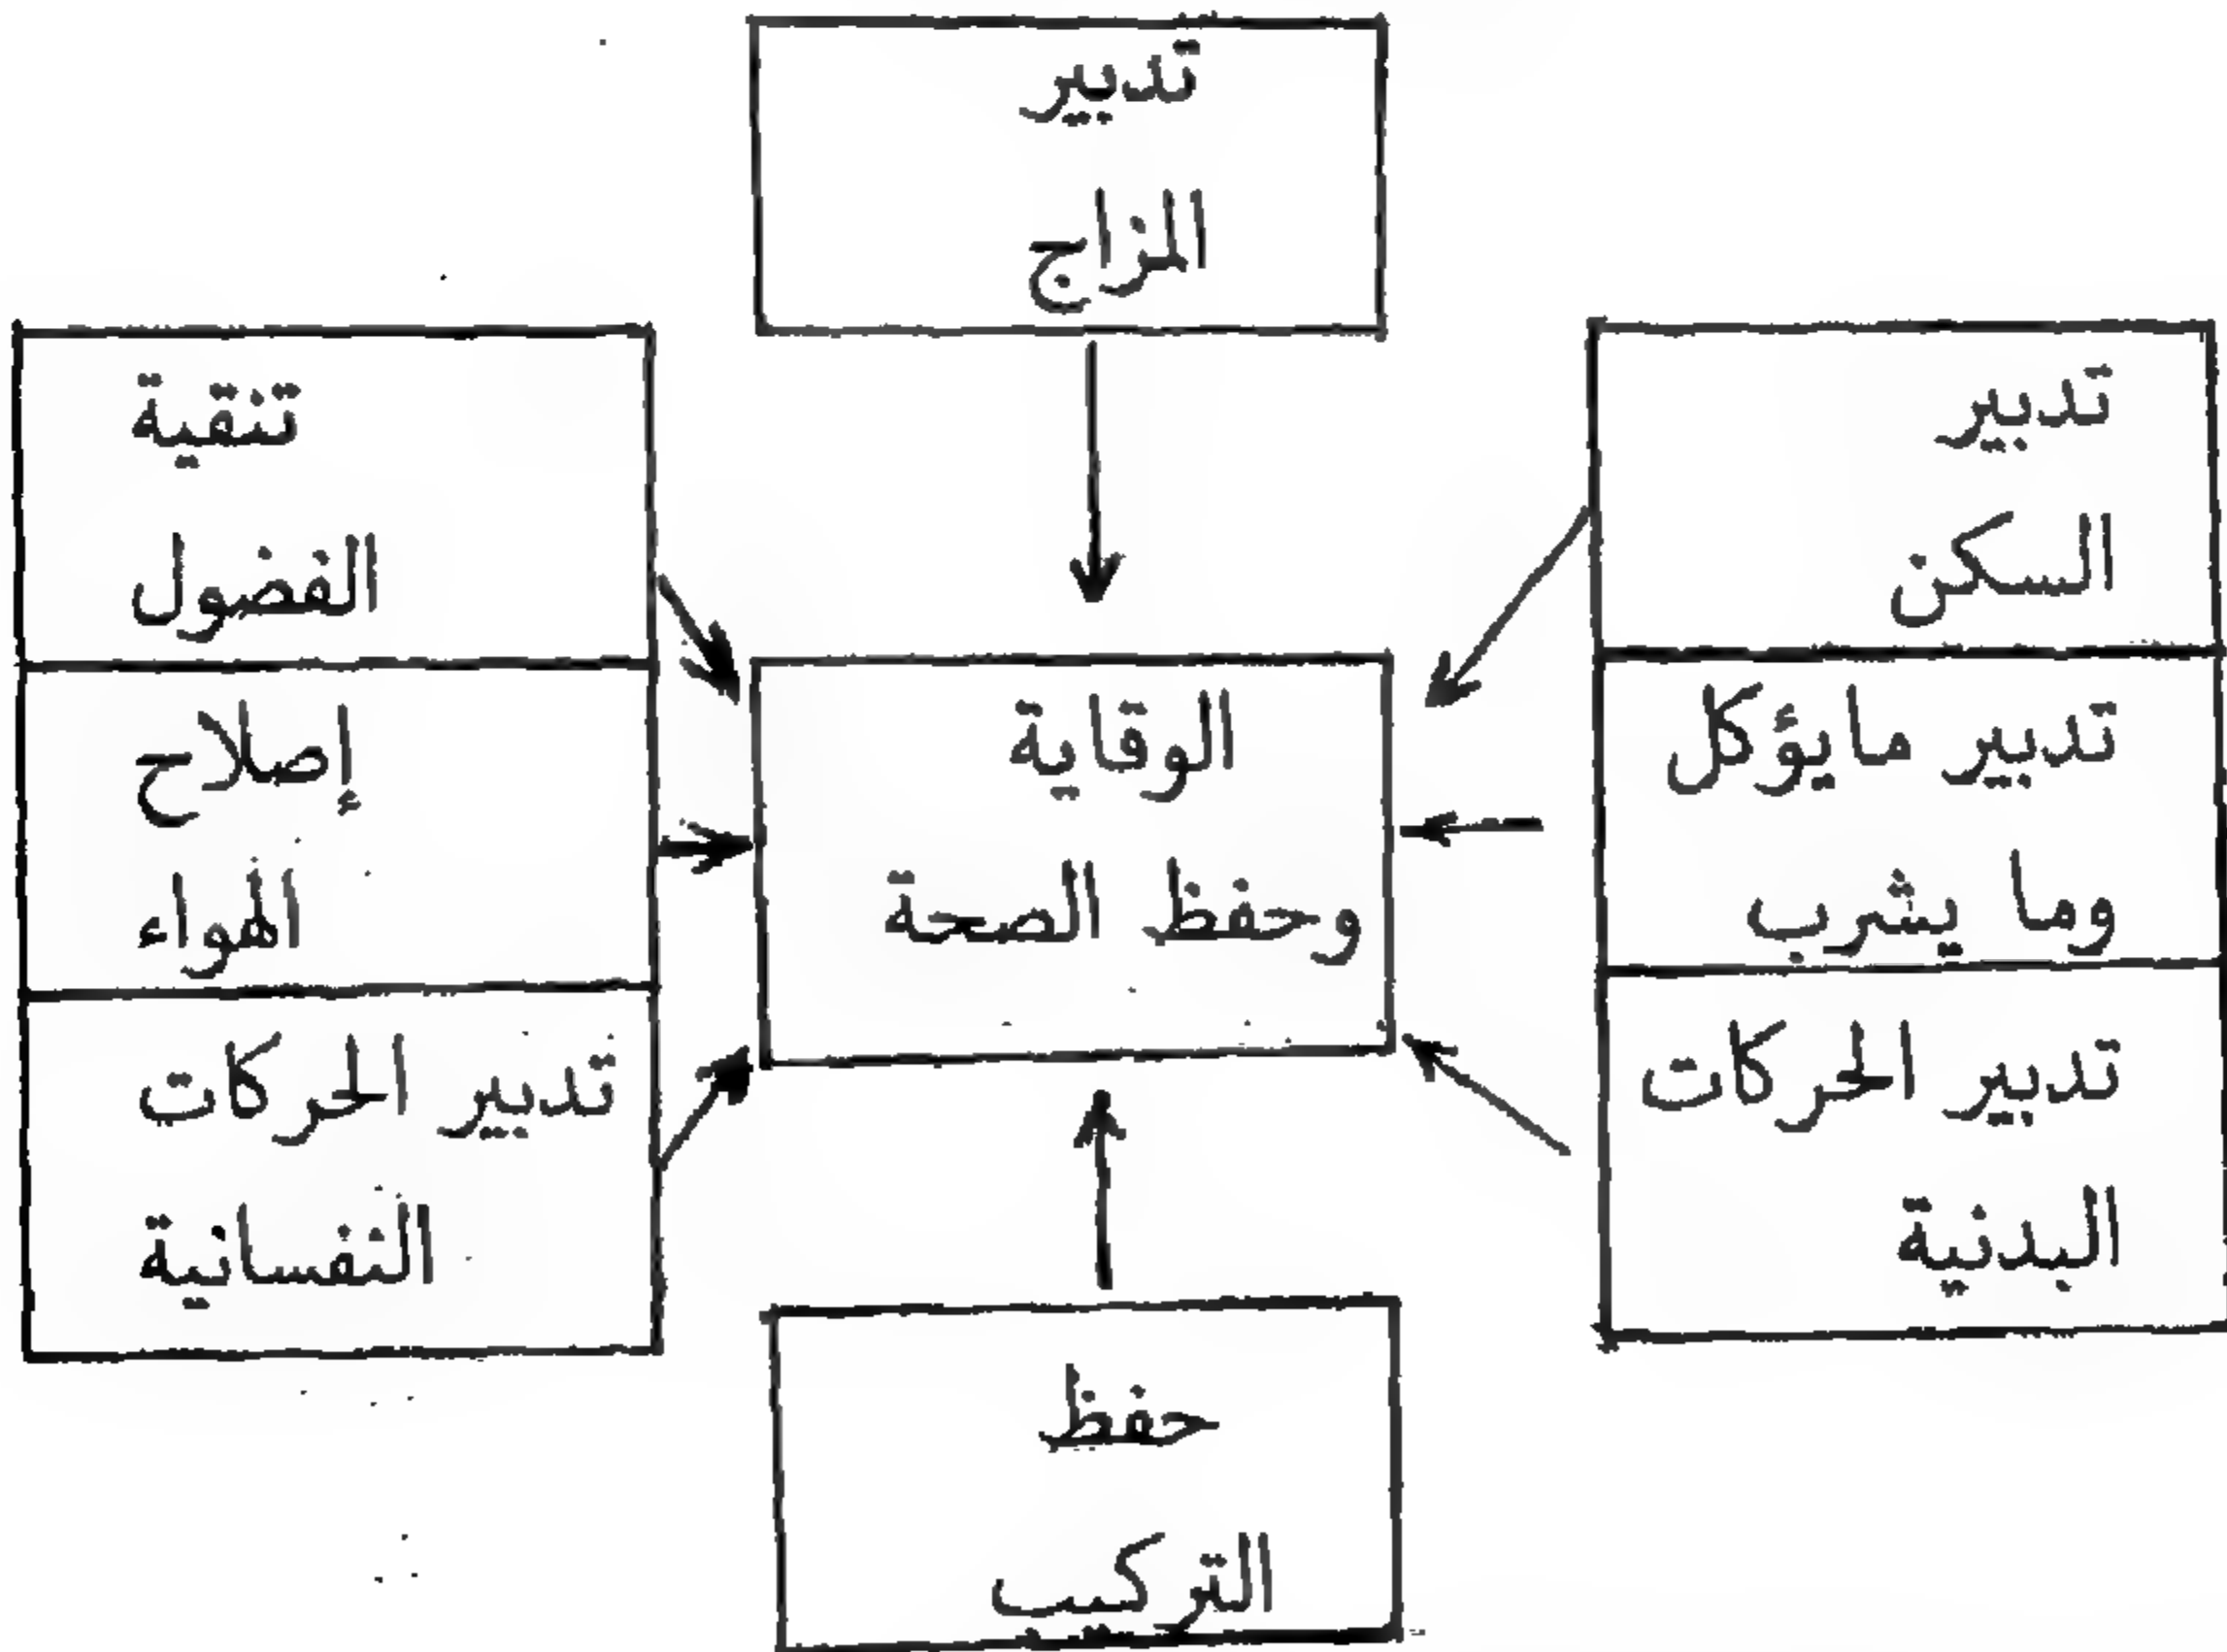 تدبير
المزاج
تدبير
السكن
تدبير مايؤكل
وما يشرب
تدبير الحركات
البدنية
الوقاية
وحفظ الصحة
تنقية
الفضول
إصلاح
الهواء
تدبير الحركات
النفسانية
حفظ
التركيب